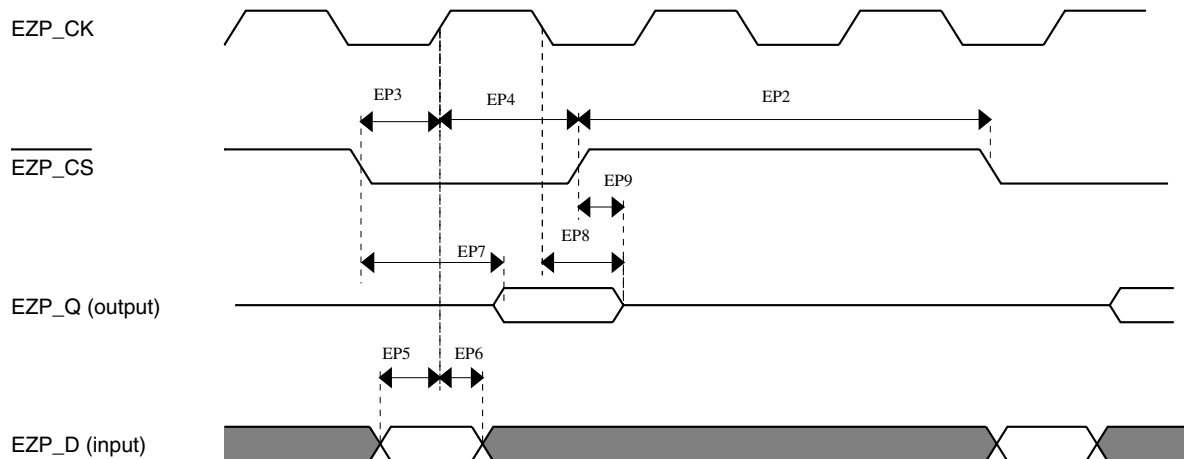 EZP_CK
EP3
EP4
EP2
EZP_CS
EP9
EP8
EP7
EZP_Q (output)
EP5
EP6
EZP_D (input)